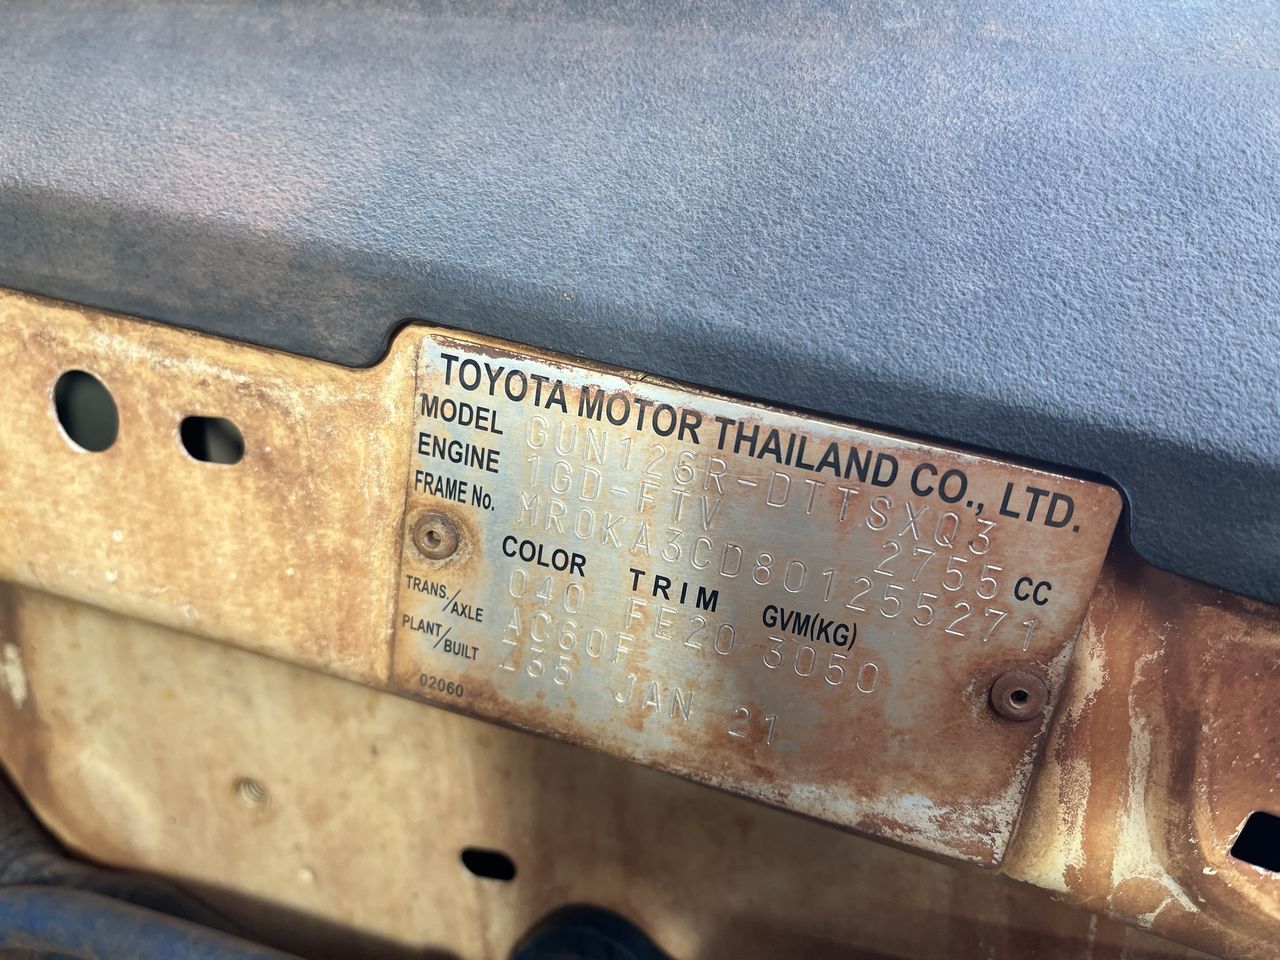 TOYOTA MOTOR THAILAND CO., LTD.
MODEL GUN126R-DTTSXQ3
ENGINE 1GD-FTV 2755 CC
FRAME No. MR0KA3CD801255271
COLOR TRIM GVM(KG)
040 FE20 3050
TRANS./AXLE AC60F
PLANT/BUILT Z35 JAN 21
02060